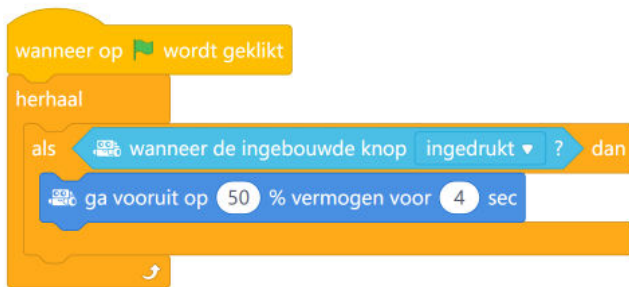 wanneer op wordt geklikt
herhaal
als wanneer de ingebouwde knop ingedrukt ? dan
ga vooruit op 50 % vermogen voor 4 sec